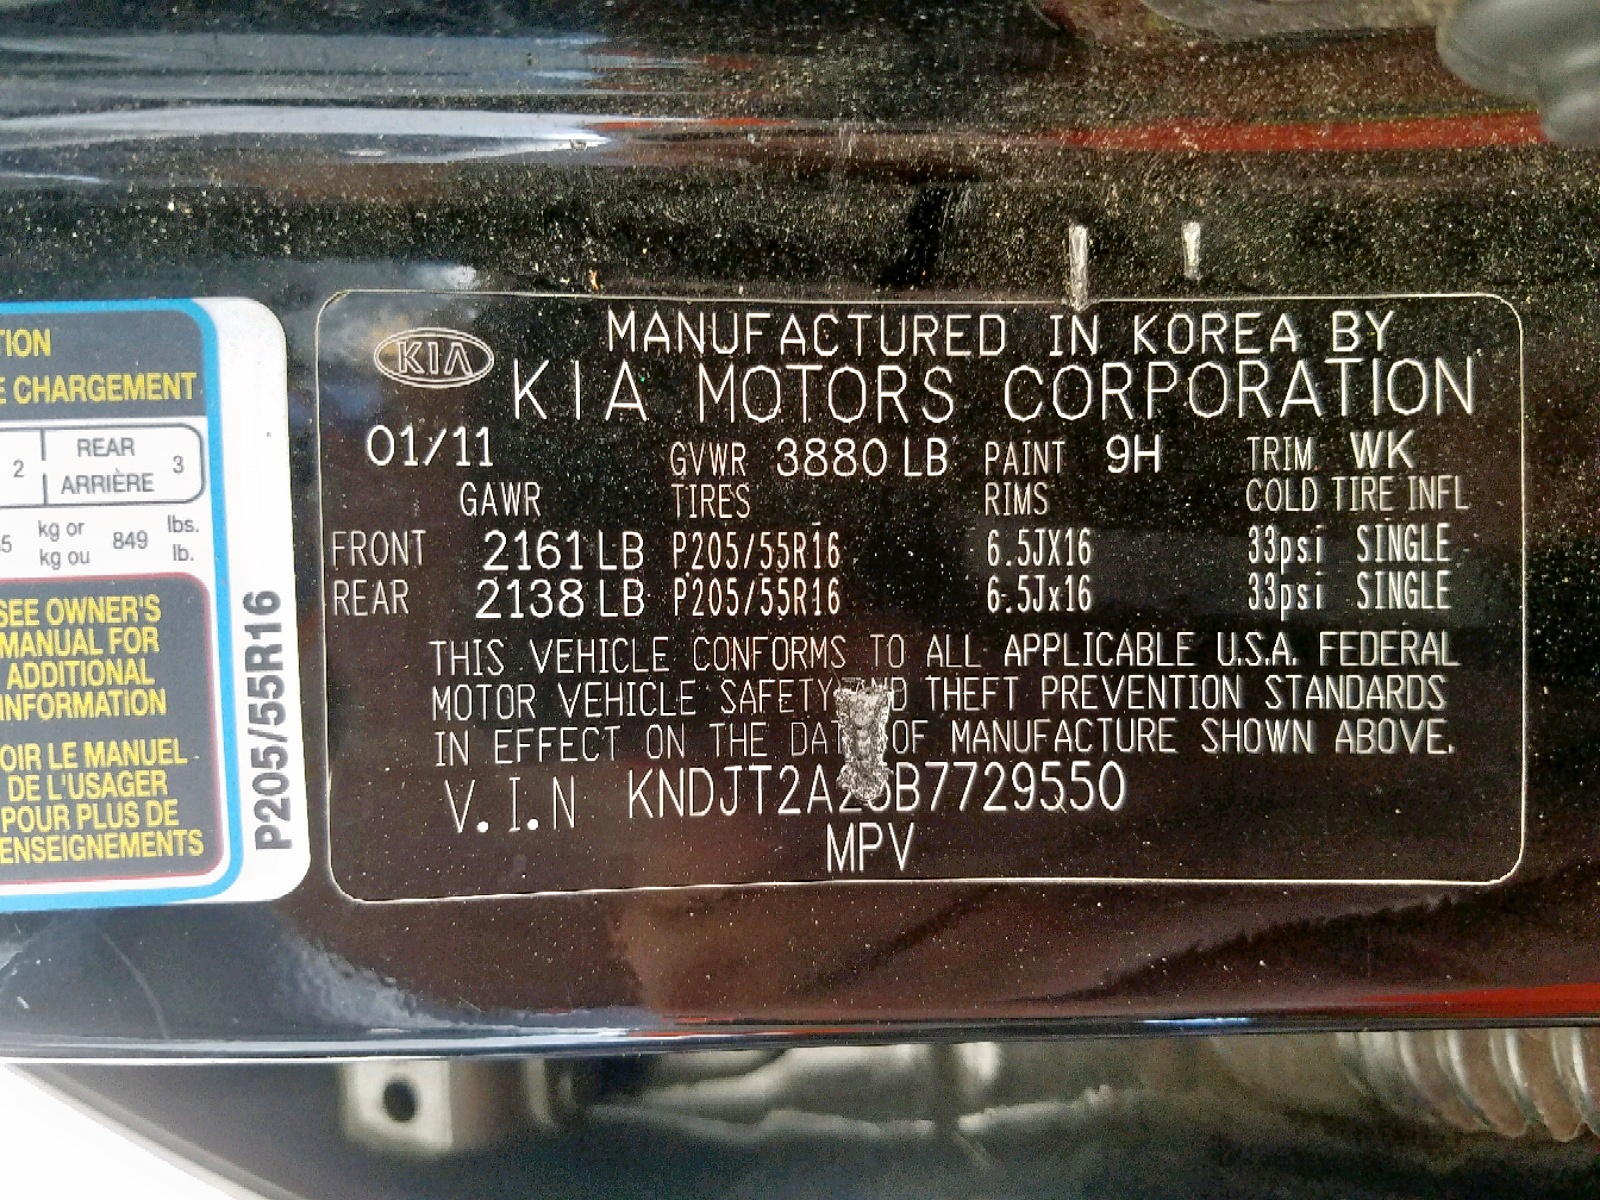 TION
E CHARGEMENT
2 REAR 3
ARRIÈRE
5 kg or 849 lbs.
kg ou lb.
SEE OWNER'S
MANUAL FOR
ADDITIONAL
INFORMATION
OIR LE MANUEL
DE L'USAGER
POUR PLUS DE
ENSEIGNEMENTS
P205/55R16
KIA
MANUFACTURED IN KOREA BY
KIA MOTORS CORPORATION
01/11 GVWR 3880 LB PAINT 9H TRIM WK
GAWR TIRES RIMS COLD TIRE INFL
FRONT 2161 LB P205/55R16 6.5JX16 33psi SINGLE
REAR 2138 LB P205/55R16 6.5Jx16 33psi SINGLE
THIS VEHICLE CONFORMS TO ALL APPLICABLE U.S.A. FEDERAL
MOTOR VEHICLE SAFETY AND THEFT PREVENTION STANDARDS
IN EFFECT ON THE DATE OF MANUFACTURE SHOWN ABOVE.
V.I.N
MPV